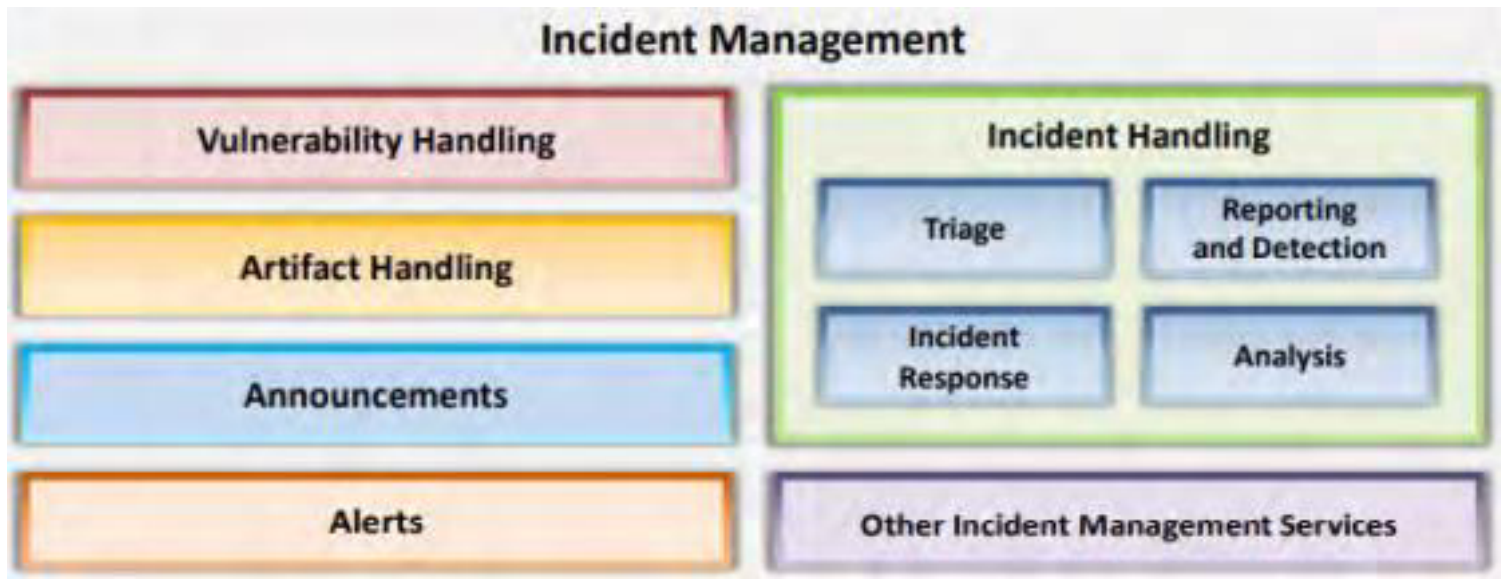 Incident Management
Vulnerability Handling
Artifact Handling
Announcements
Alerts
Incident Handling
Triage
Reporting
and Detection
Incident
Response
Analysis
Other Incident Management Services